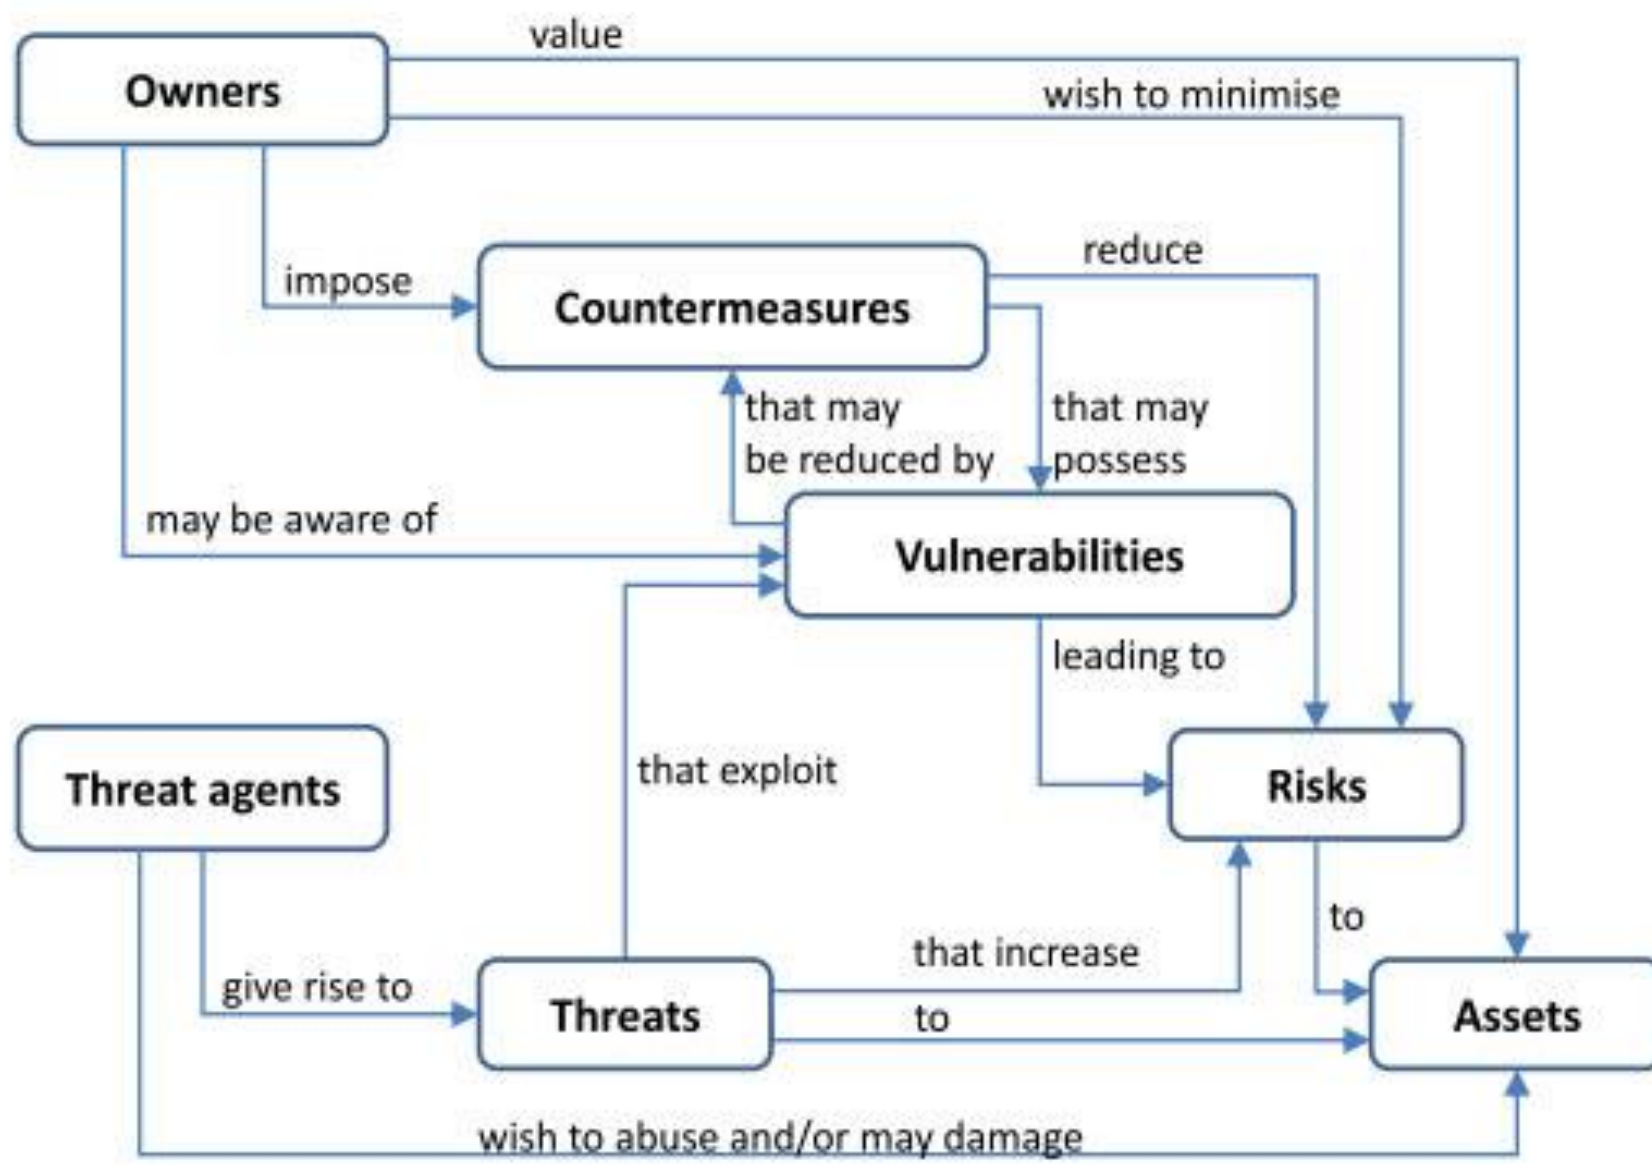 value
Owners
wish to minimise
reduce
impose
Countermeasures
that may
be reduced by
that may
possess
may be aware of
Vulnerabilities
leading to
that exploit
Threat agents
Risks
to
that increase
give rise to
Threats
to
Assets
wish to abuse and/or may damage